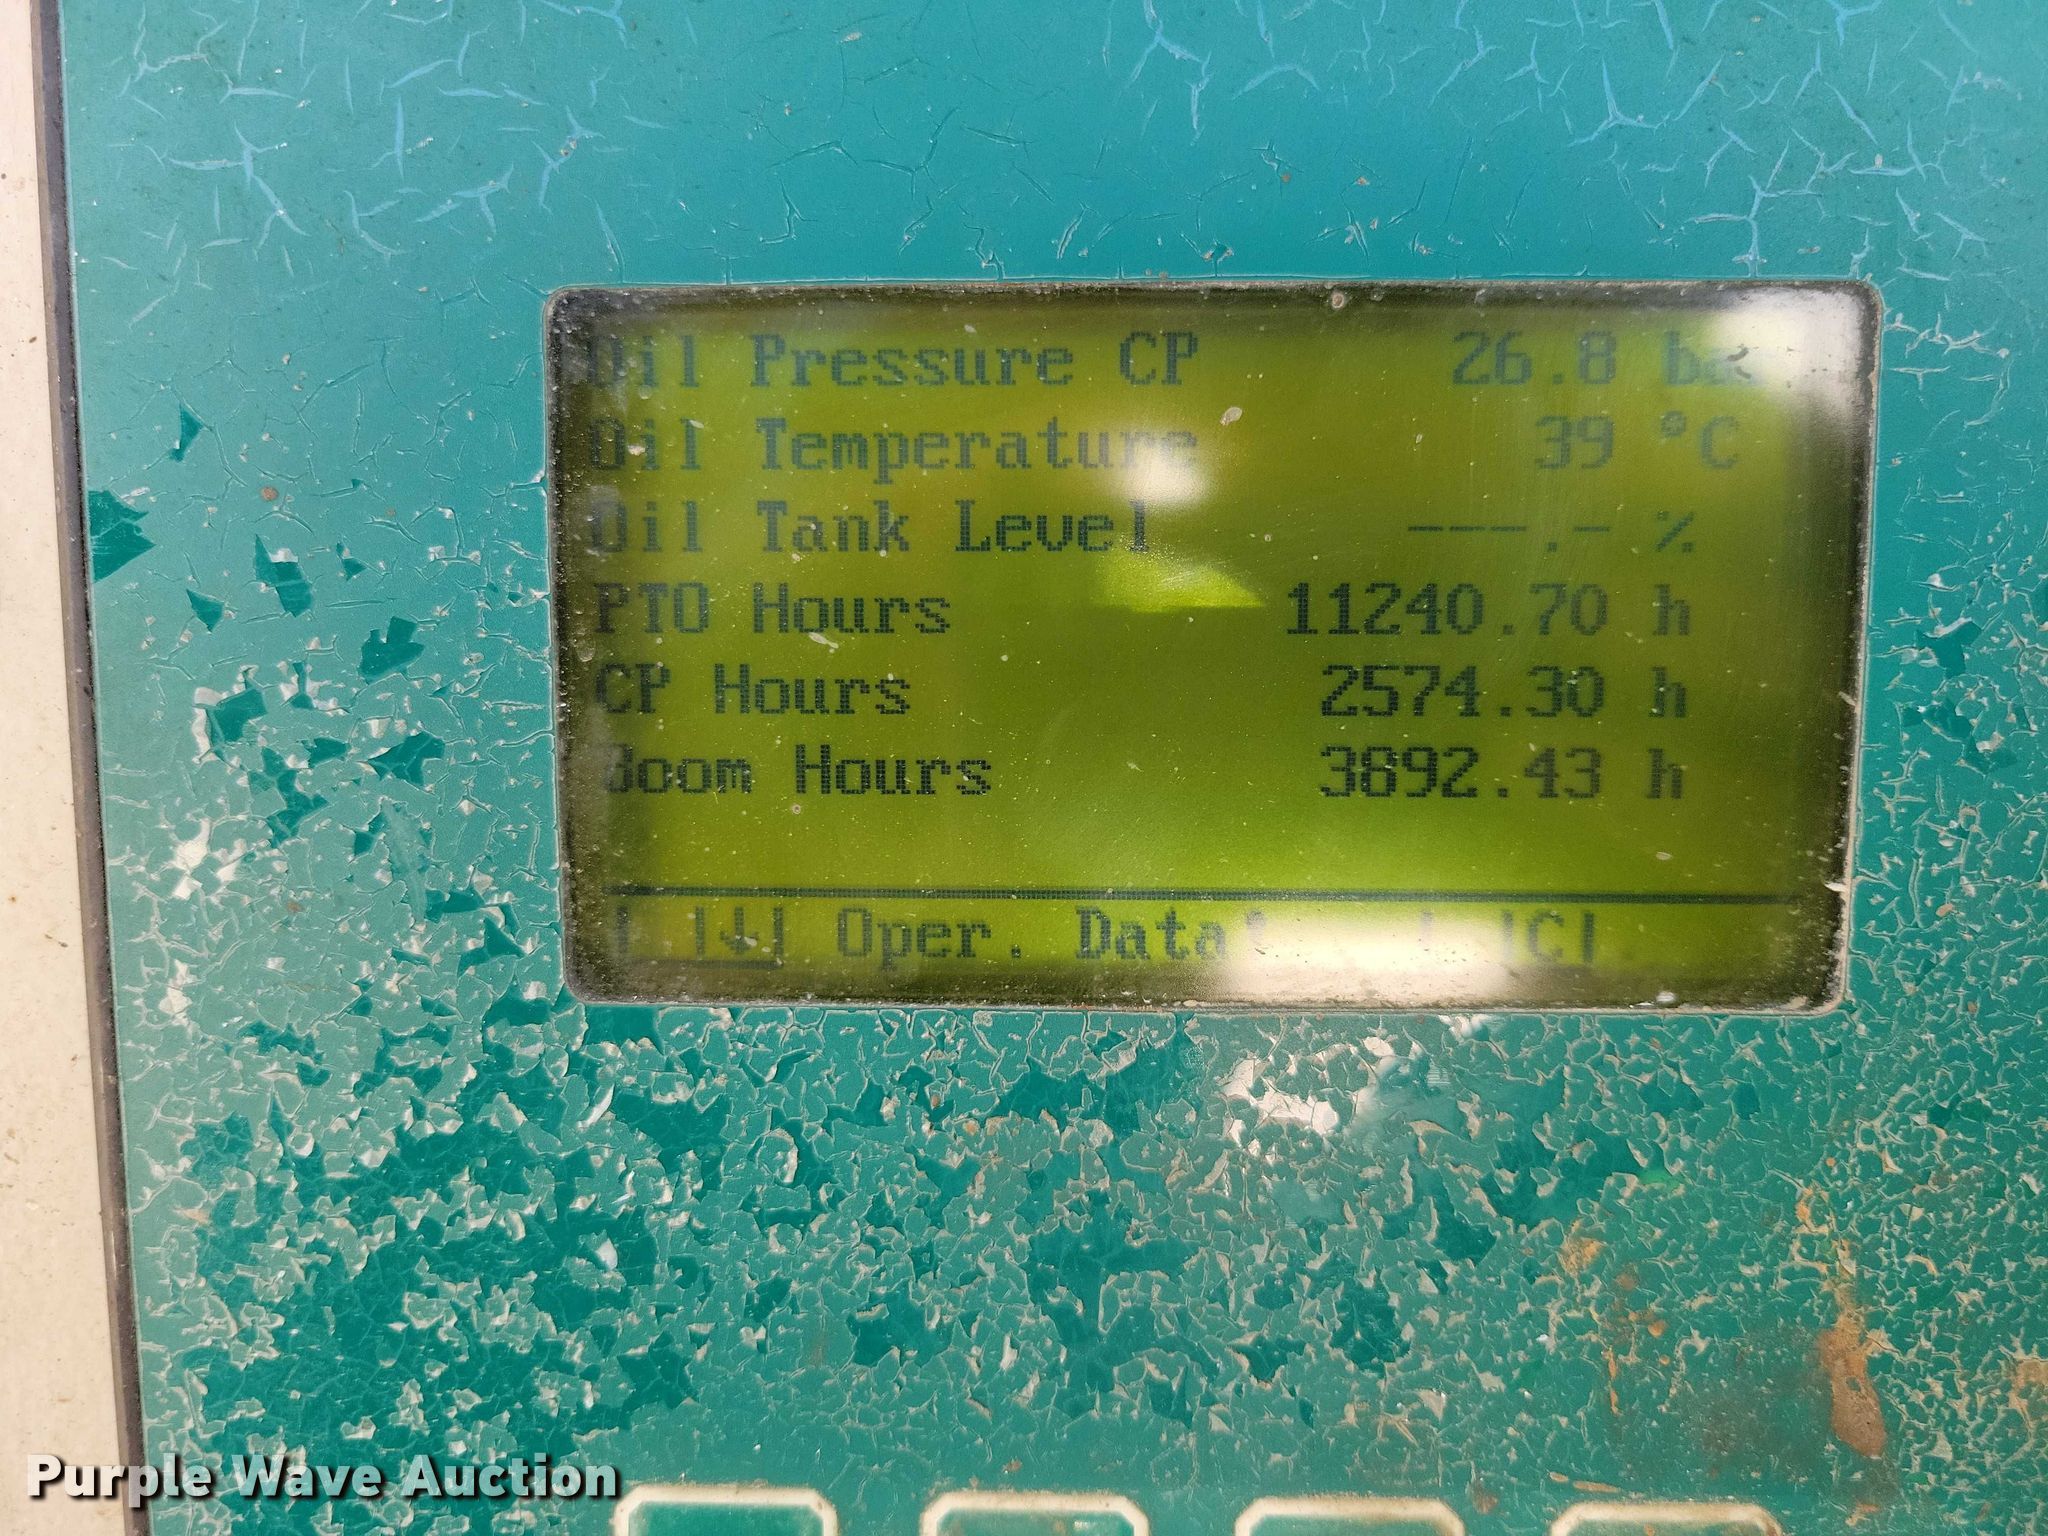 Oil Pressure CP 26.8 bar
Oil Temperature 39 °C
Oil Tank Level ---.- %
PTO Hours 11240.70 h
CP Hours 2574.30 h
Boom Hours 3892.43 h
| |↓| Oper. Data | |C|
Purple Wave Auction